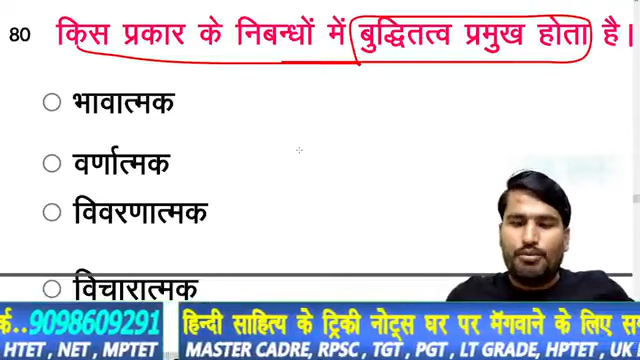 80 किस प्रकार के निबन्धों में बुद्धितत्व प्रमुख होता है।
भावात्मक
वर्णात्मक
विवरणात्मक
विचारात्मक
र्क..9098609291 हिन्दी साहित्य के ट्रिकी नोट्स घर पर मँगवाने के लिए सम
HTET , NET , MPTET MASTER CADRE, RPSC , TGT , PGT , LT GRADE, HPTET , UK